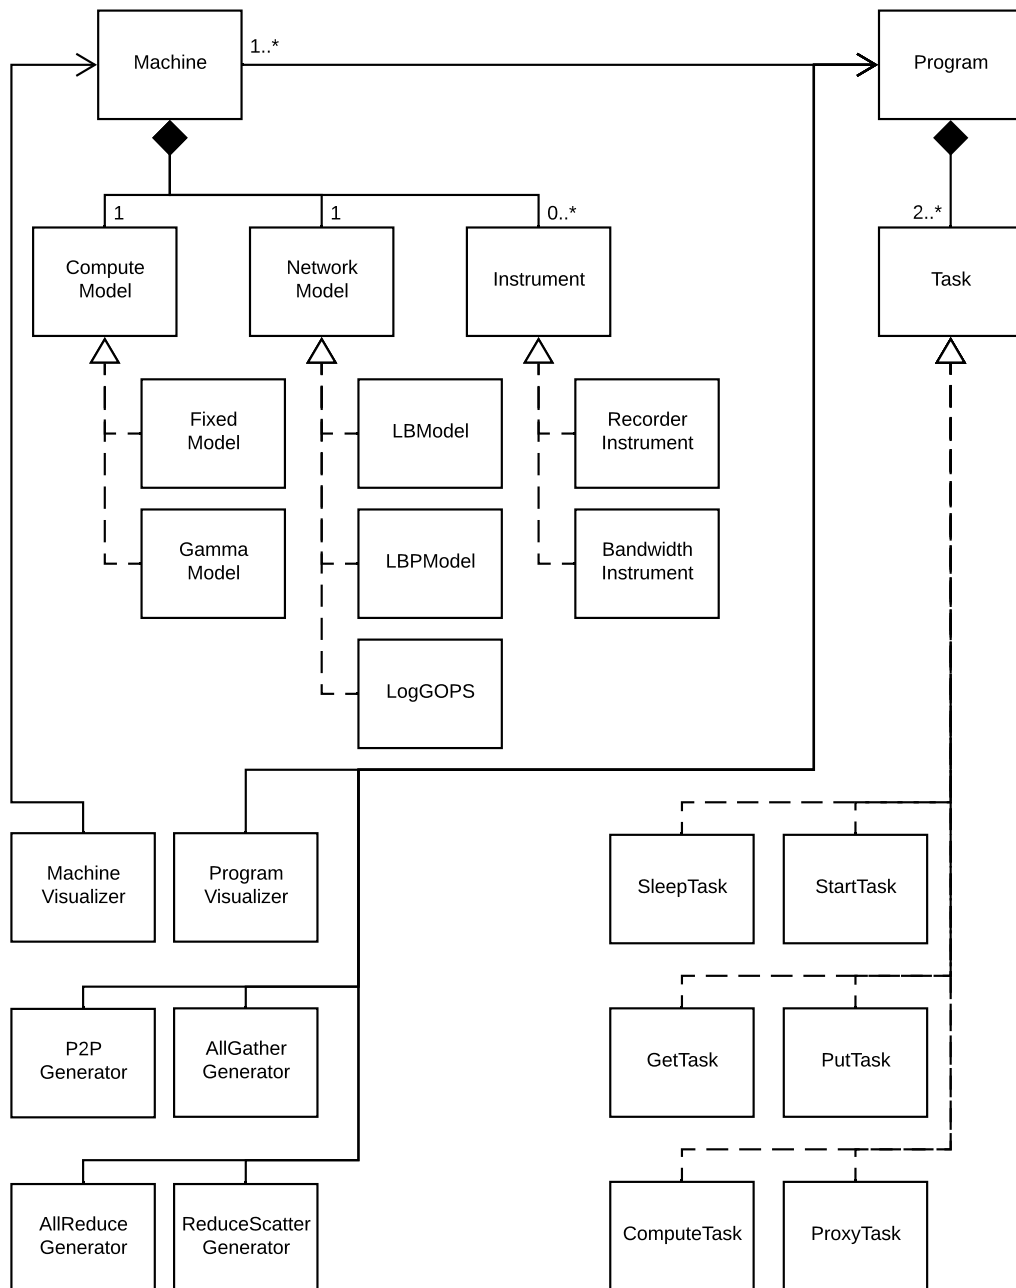 Machine
1..*
Program
1
1
0..*
2..*
Compute
Model
Network
Model
Instrument
Task
Fixed
Model
LBModel
Recorder
Instrument
Gamma
Model
LBPModel
Bandwidth
Instrument
LogGOPS
Machine
Visualizer
Program
Visualizer
SleepTask
StartTask
P2P
Generator
AllGather
Generator
GetTask
PutTask
AllReduce
Generator
ReduceScatter
Generator
ComputeTask
ProxyTask